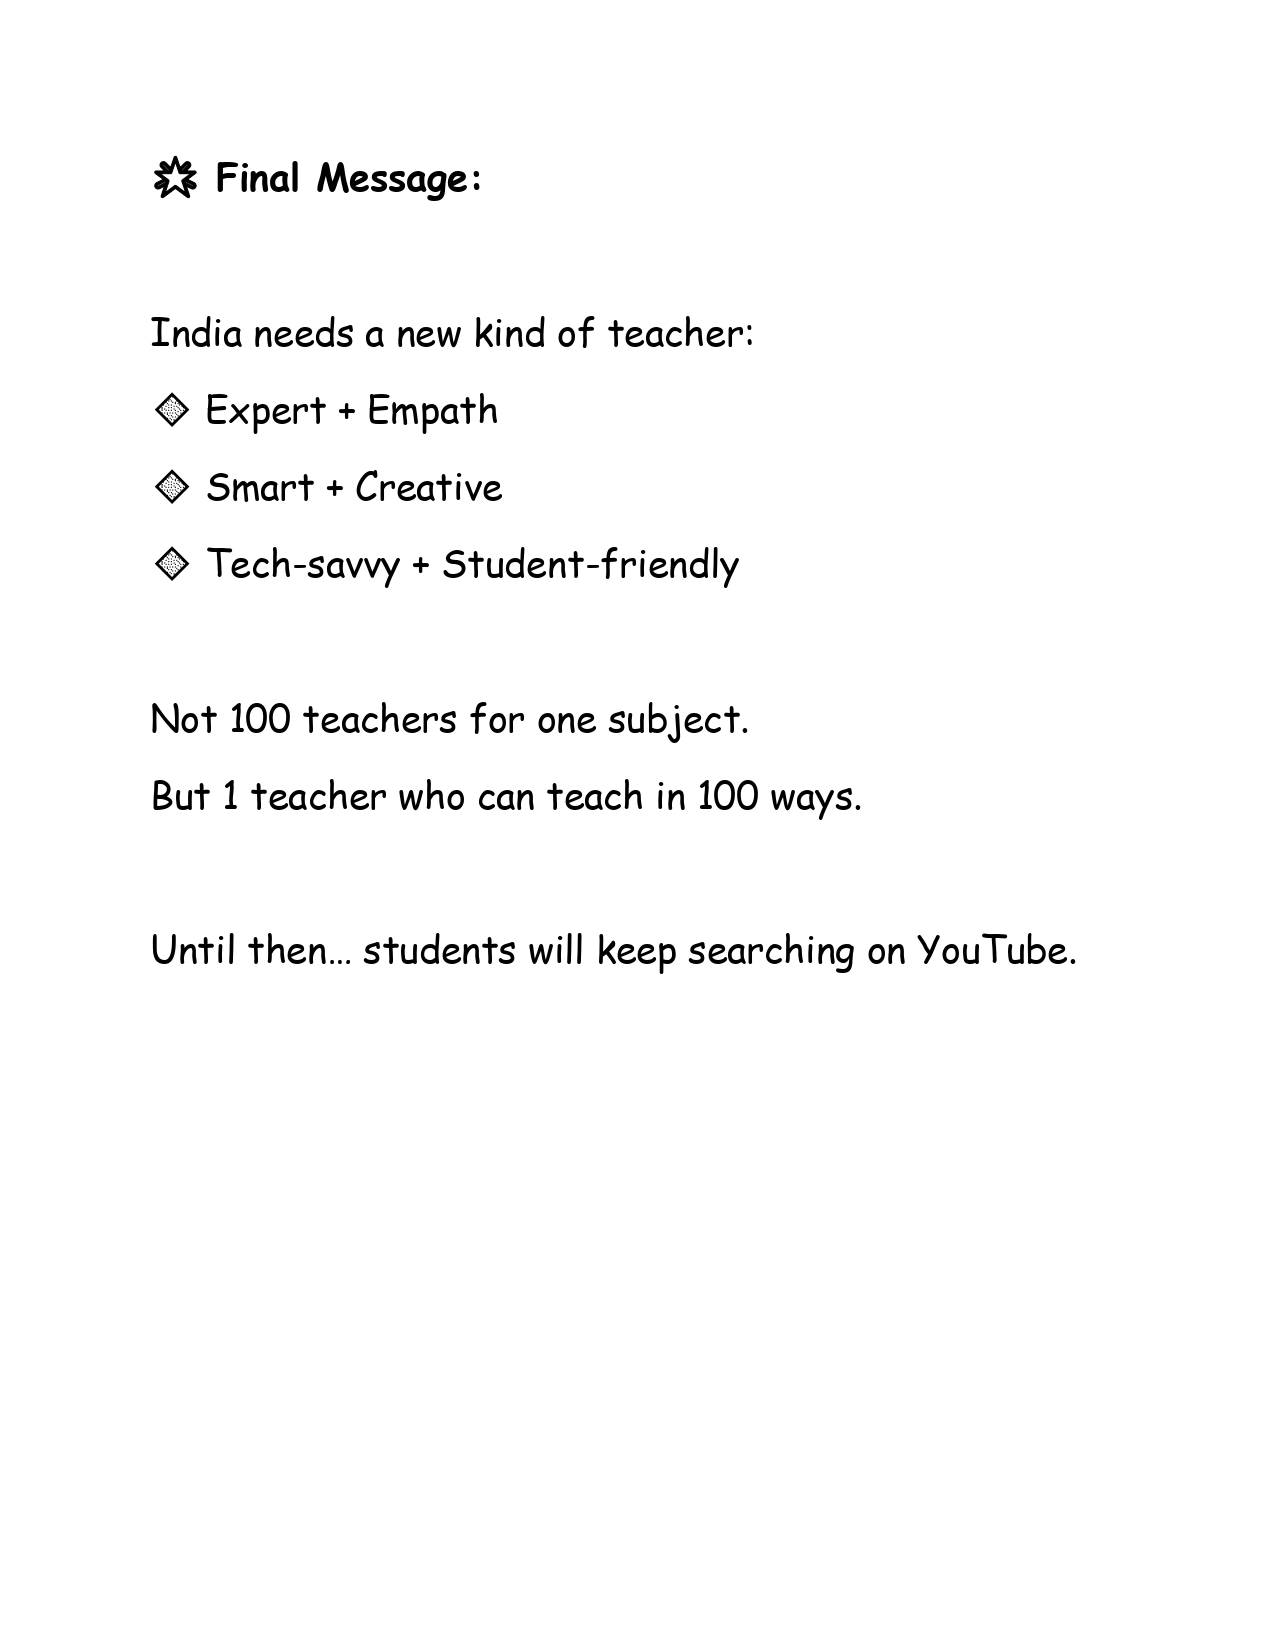 🌟 Final Message:
India needs a new kind of teacher:
🔸 Expert + Empath
🔸 Smart + Creative
🔸 Tech-savvy + Student-friendly
Not 100 teachers for one subject.
But 1 teacher who can teach in 100 ways.
Until then… students will keep searching on YouTube.